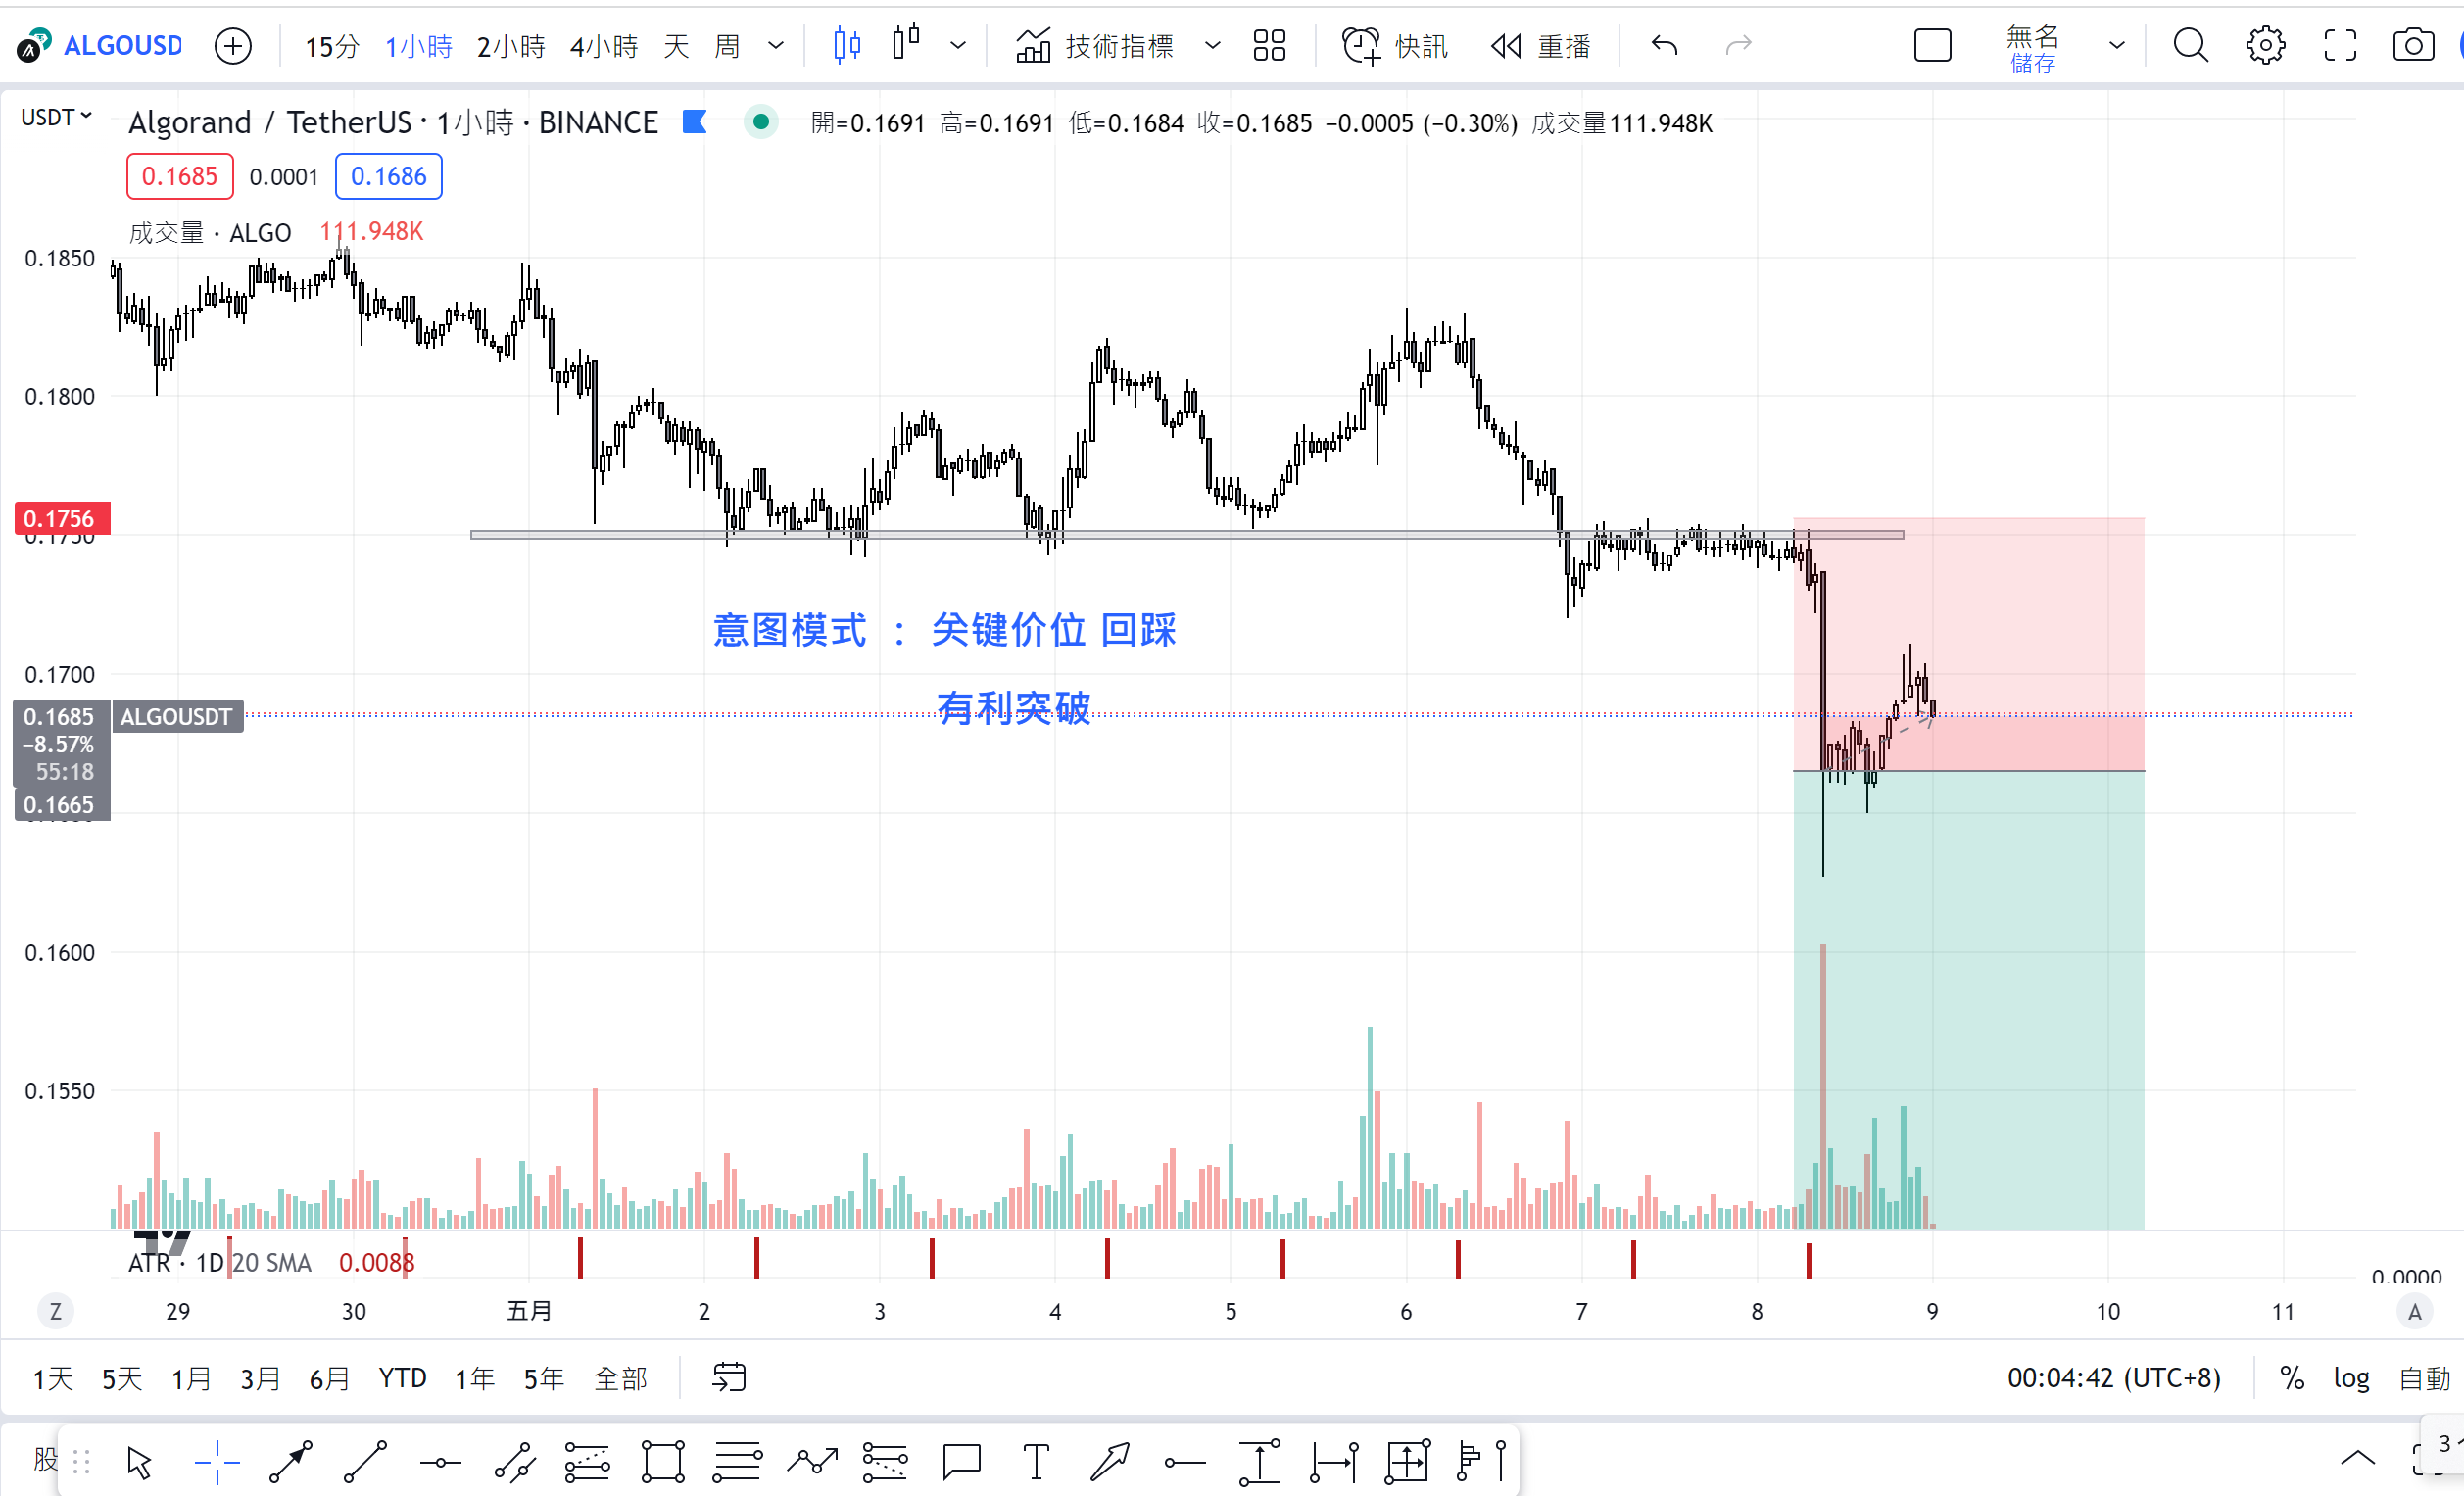 ALGOUSD 15分 1小時 2小時 4小時 天 周 技術指標 快訊 重播 無名
儲存
USDT Algorand / TetherUS · 1小時 · BINANCE 開=0.1691 高=0.1691 低=0.1684 收=0.1685 −0.0005 (−0.30%) 成交量111.948K
0.1685 0.0001 0.1686
成交量 · ALGO 111.948K
0.1850
0.1800
0.1756
0.1750
意图模式 : 关键价位 回踩
0.1700
有利突破
0.1685 ALGOUSDT
−8.57%
55:18
0.1665
0.1600
0.1550
ATR · 1D 20 SMA 0.0088
0.0000
Z 29 30 五月 2 3 4 5 6 7 8 9 10 11 A
1天 5天 1月 3月 6月 YTD 1年 5年 全部 00:04:42 (UTC+8) % log 自動
股 T 3